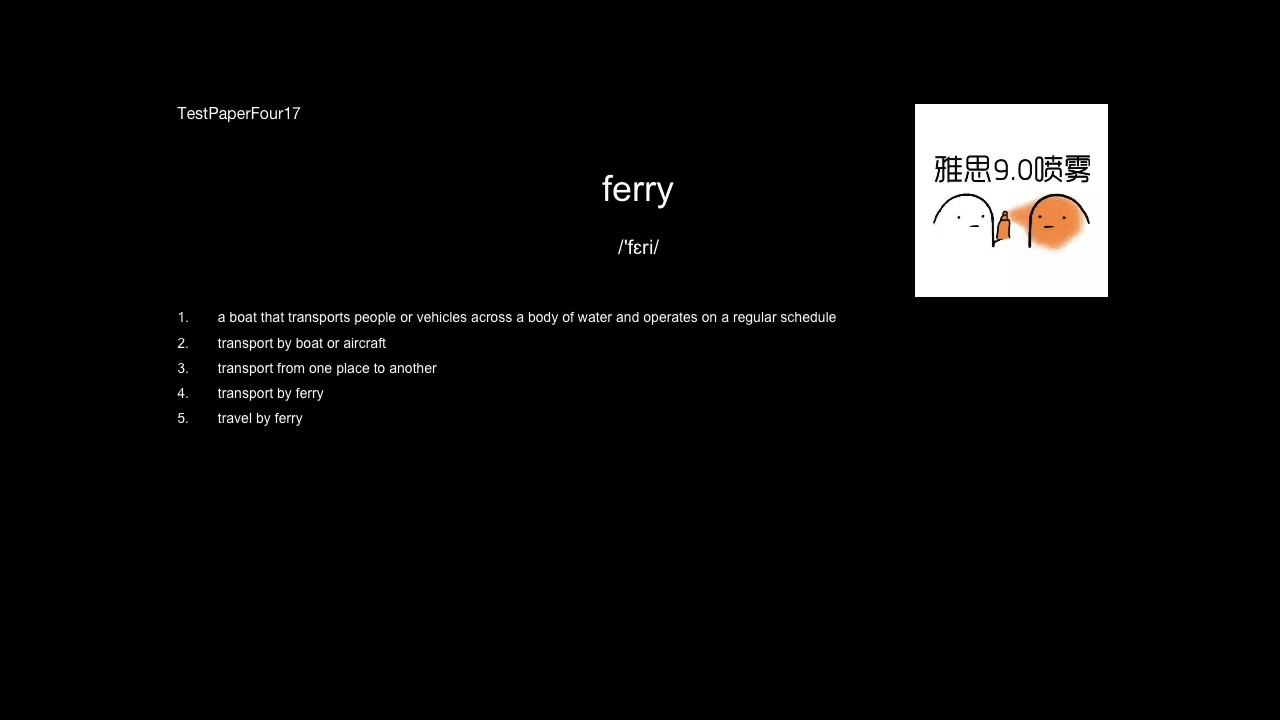 TestPaperFour17
雅思9.0喷雾
ferry
/'fɛri/
1. a boat that transports people or vehicles across a body of water and operates on a regular schedule
2. transport by boat or aircraft
3. transport from one place to another
4. transport by ferry
5. travel by ferry